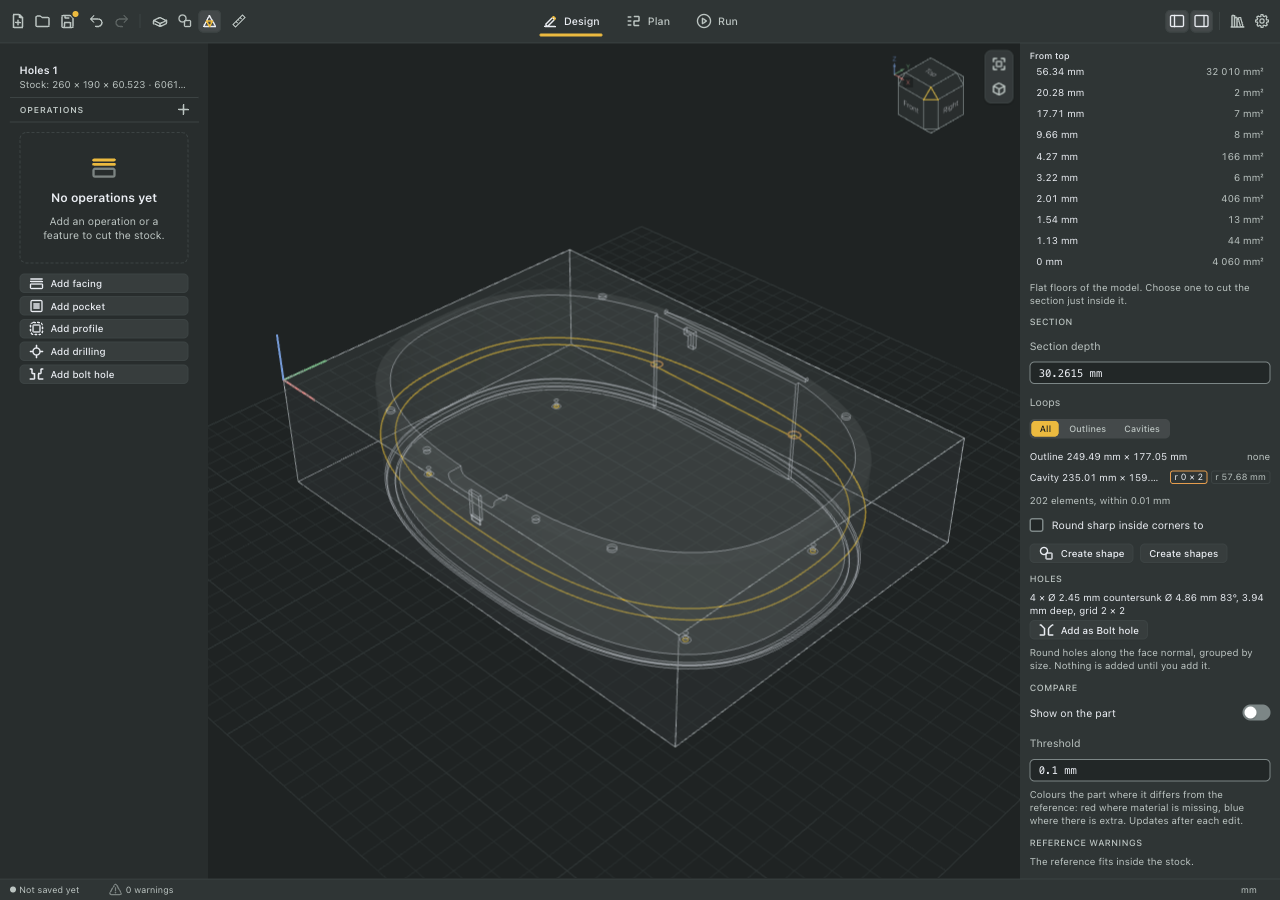 Design
Plan
Run
Holes 1
Stock: 260 × 190 × 60.523 · 6061...
OPERATIONS
No operations yet
Add an operation or a
feature to cut the stock.
Add facing
Add pocket
Add profile
Add drilling
Add bolt hole
Top
Front
Right
From top
56.34 mm 32 010 mm²
20.28 mm 2 mm²
17.71 mm 7 mm²
9.66 mm 8 mm²
4.27 mm 166 mm²
3.22 mm 6 mm²
2.01 mm 406 mm²
1.54 mm 13 mm²
1.13 mm 44 mm²
0 mm 4 060 mm²
Flat floors of the model. Choose one to cut the
section just inside it.
SECTION
Section depth
30.2615 mm
Loops
All Outlines Cavities
Outline 249.49 mm × 177.05 mm none
Cavity 235.01 mm × 159.... r 0 × 2 r 57.68 mm
202 elements, within 0.01 mm
Round sharp inside corners to
Create shape Create shapes
HOLES
4 × Ø 2.45 mm countersunk Ø 4.86 mm 83°, 3.94
mm deep, grid 2 × 2
Add as Bolt hole
Round holes along the face normal, grouped by
size. Nothing is added until you add it.
COMPARE
Show on the part
Threshold
0.1 mm
Colours the part where it differs from the
reference: red where material is missing, blue
where there is extra. Updates after each edit.
REFERENCE WARNINGS
The reference fits inside the stock.
Not saved yet
0 warnings
mm